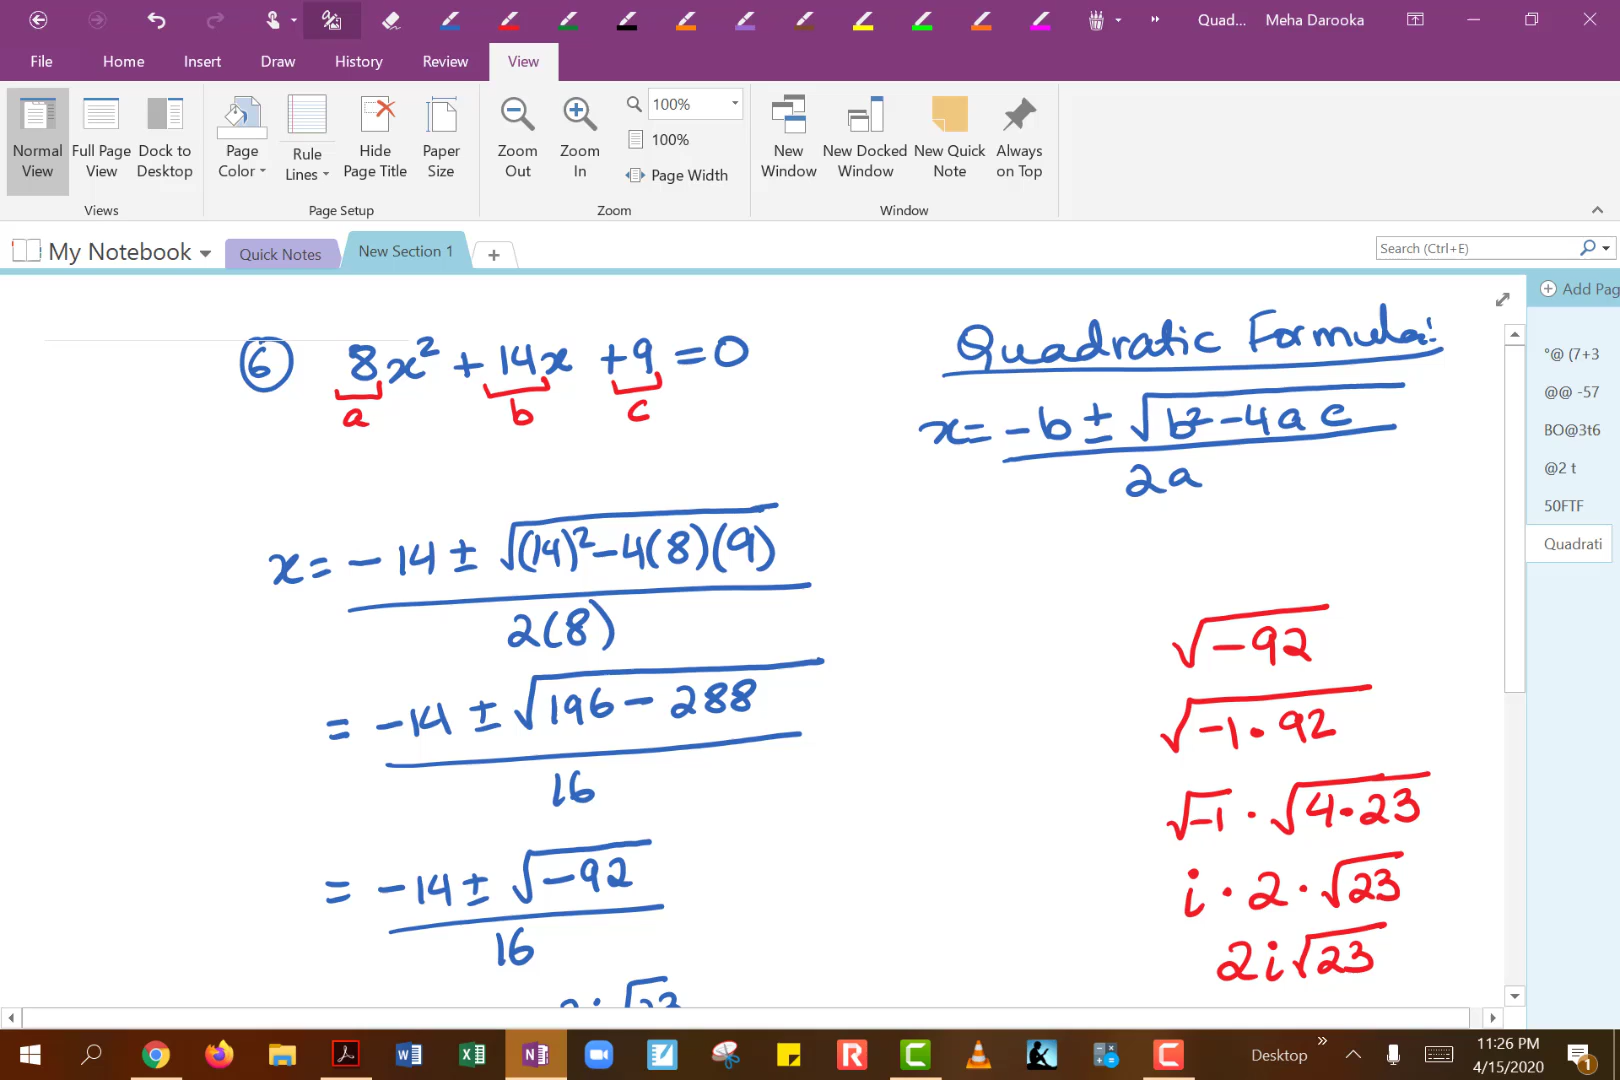 Quad... Meha Darooka
File Home Insert Draw History Review View
Normal View
Full Page View
Dock to Desktop
Page Color
Rule Lines
Hide Page Title
Paper Size
Zoom Out
Zoom In
100%
100%
Page Width
New Window
New Docked Window
New Quick Note
Always on Top
Views Page Setup Zoom Window
My Notebook Quick Notes New Section 1 +
Search (Ctrl+E)
Add Pag
°@ (7+3
@@ -57
BO@3t6
@2 t
50FTF
Quadrati
⑥ 8x² + 14x + 9 = 0
a b c
Quadratic Formula:
x = -b ± √(b² - 4ac)
2a
x = -14 ± √((14)² - 4(8)(9))
2(8)
= -14 ± √(196 - 288)
16
= -14 ± √-92
16
2i√23
√-92
√-1·92
√-1 · √4·23
i · 2 · √23
2i√23
Desktop
11:26 PM
4/15/2020
1